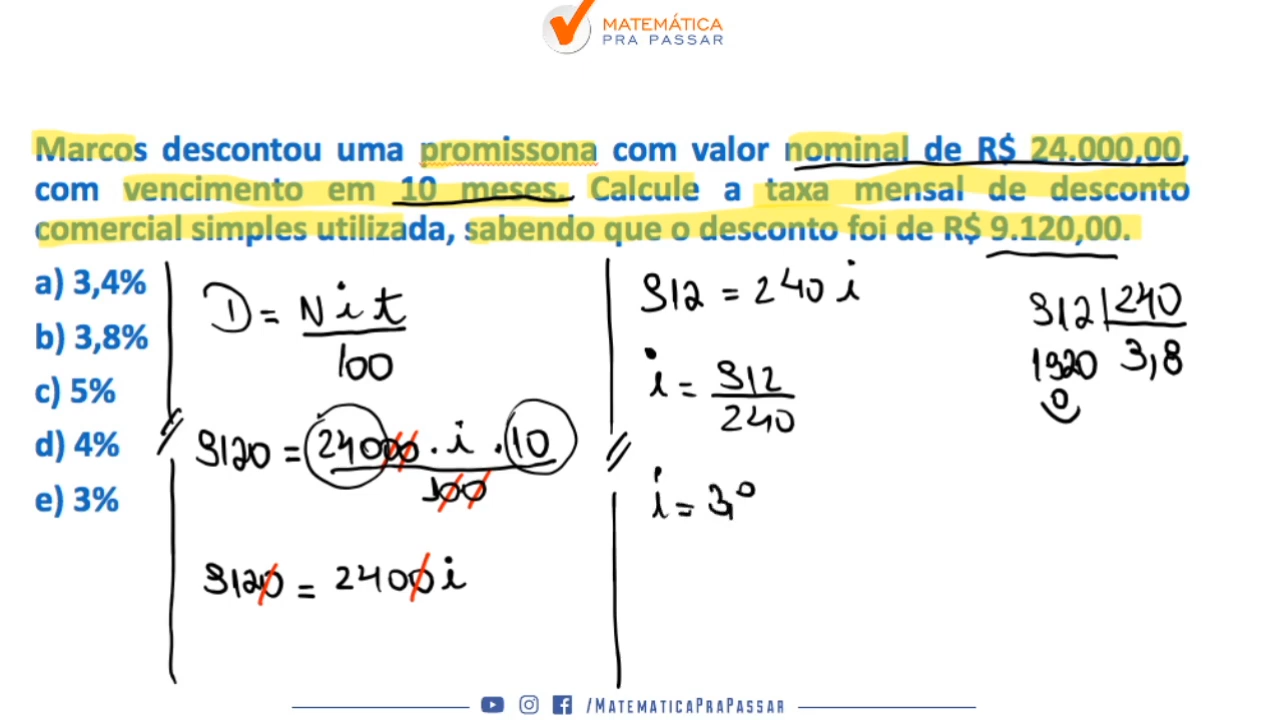 MATEMÁTICA
PRA PASSAR
Marcos descontou uma promissona com valor nominal de R$ 24.000,00,
com vencimento em 10 meses. Calcule a taxa mensal de desconto
comercial simples utilizada, sabendo que o desconto foi de R$ 9.120,00.
a) 3,4%
b) 3,8%
c) 5%
d) 4%
e) 3%
D = N i t
100
9120 = 24000 . i . 10
100
9120 = 2400 i
912 = 240 i
i = 912
240
i = 3,
912 240
1920 3,8
0
/MATEMATICAPRAPASSAR